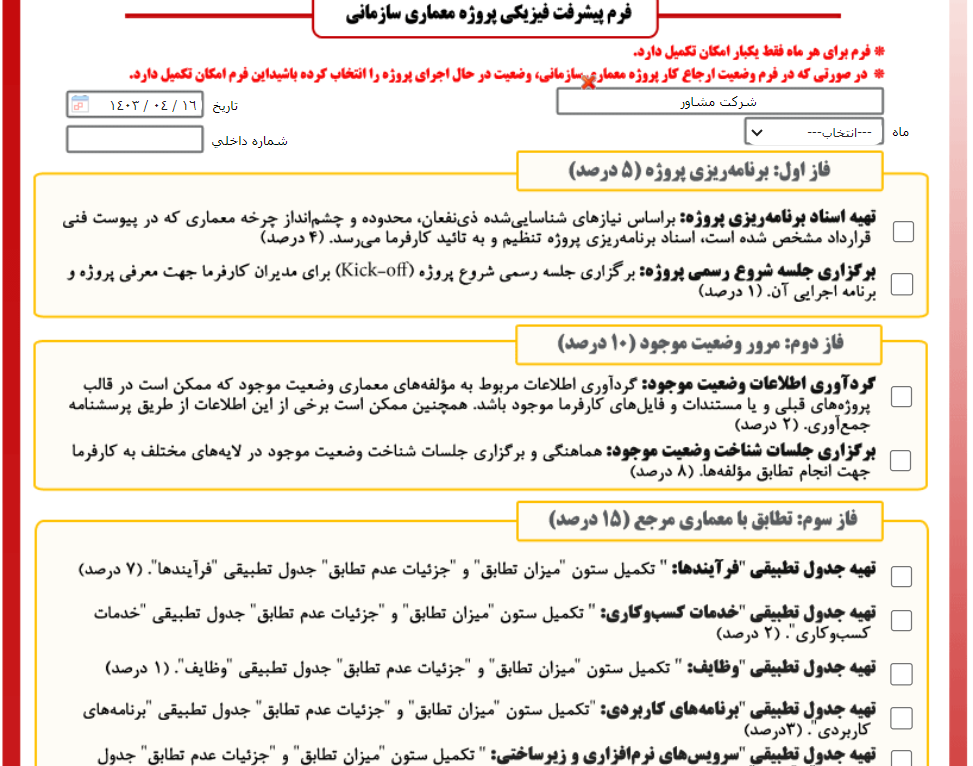 فرم پیشرفت فیزیکی پروژه معماری سازمانی
※ فرم برای هر ماه فقط یکبار امکان تکمیل دارد.
※ در صورتی که در فرم وضعیت ارجاع کار پروژه معماری سازمانی، وضعیت در حال اجرای پروژه را انتخاب کرده باشیداین فرم امکان تکمیل دارد.
شرکت مشاور
تاریخ ١٤٠٣ / ٠٤ / ١٦
ماه ---انتخاب---
شماره داخلي
فاز اول: برنامه‌ریزی پروژه (۵ درصد)
تهیه اسناد برنامه‌ریزی پروژه: براساس نیازهای شناسایی‌شده ذی‌نفعان، محدوده و چشم‌انداز چرخه معماری که در پیوست فنی
قرارداد مشخص شده است، اسناد برنامه‌ریزی پروژه تنظیم و به تائید کارفرما می‌رسد. (۴ درصد)
برگزاری جلسه شروع رسمی پروژه: برگزاری جلسه رسمی شروع پروژه (Kick-off) برای مدیران کارفرما جهت معرفی پروژه و
برنامه اجرایی آن. (۱ درصد)
فاز دوم: مرور وضعیت موجود (۱۰ درصد)
گردآوری اطلاعات وضعیت موجود: گردآوری اطلاعات مربوط به مؤلفه‌های معماری وضعیت موجود که ممکن است در قالب
پروژه‌های قبلی و یا مستندات و فایل‌های کارفرما موجود باشد. همچنین ممکن است برخی از این اطلاعات از طریق پرسشنامه
جمع‌آوری. (۲ درصد)
برگزاری جلسات شناخت وضعیت موجود: هماهنگی و برگزاری جلسات شناخت وضعیت موجود در لایه‌های مختلف به کارفرما
جهت انجام تطابق مؤلفه‌ها. (۸ درصد)
فاز سوم: تطابق با معماری مرجع (۱۵ درصد)
تهیه جدول تطبیقی "فرآیندها: " تکمیل ستون "میزان تطابق" و "جزئیات عدم تطابق" جدول تطبیقی "فرآیندها". (۷ درصد)
تهیه جدول تطبیقی "خدمات کسب‌وکاری: " تکمیل ستون "میزان تطابق" و "جزئیات عدم تطابق" جدول تطبیقی "خدمات
کسب‌وکاری". (۲ درصد)
تهیه جدول تطبیقی "وظایف: " تکمیل ستون "میزان تطابق" و "جزئیات عدم تطابق" جدول تطبیقی "وظایف". (۱ درصد)
تهیه جدول تطبیقی "برنامه‌های کاربردی: "تکمیل ستون "میزان تطابق" و "جزئیات عدم تطابق" جدول تطبیقی "برنامه‌های
کاربردی". (۳درصد)
تهیه جدول تطبیقی "سرویس‌های نرم‌افزاری و زیرساختی: " تکمیل ستون "میزان تطابق" و "جزئیات عدم تطابق" جدول